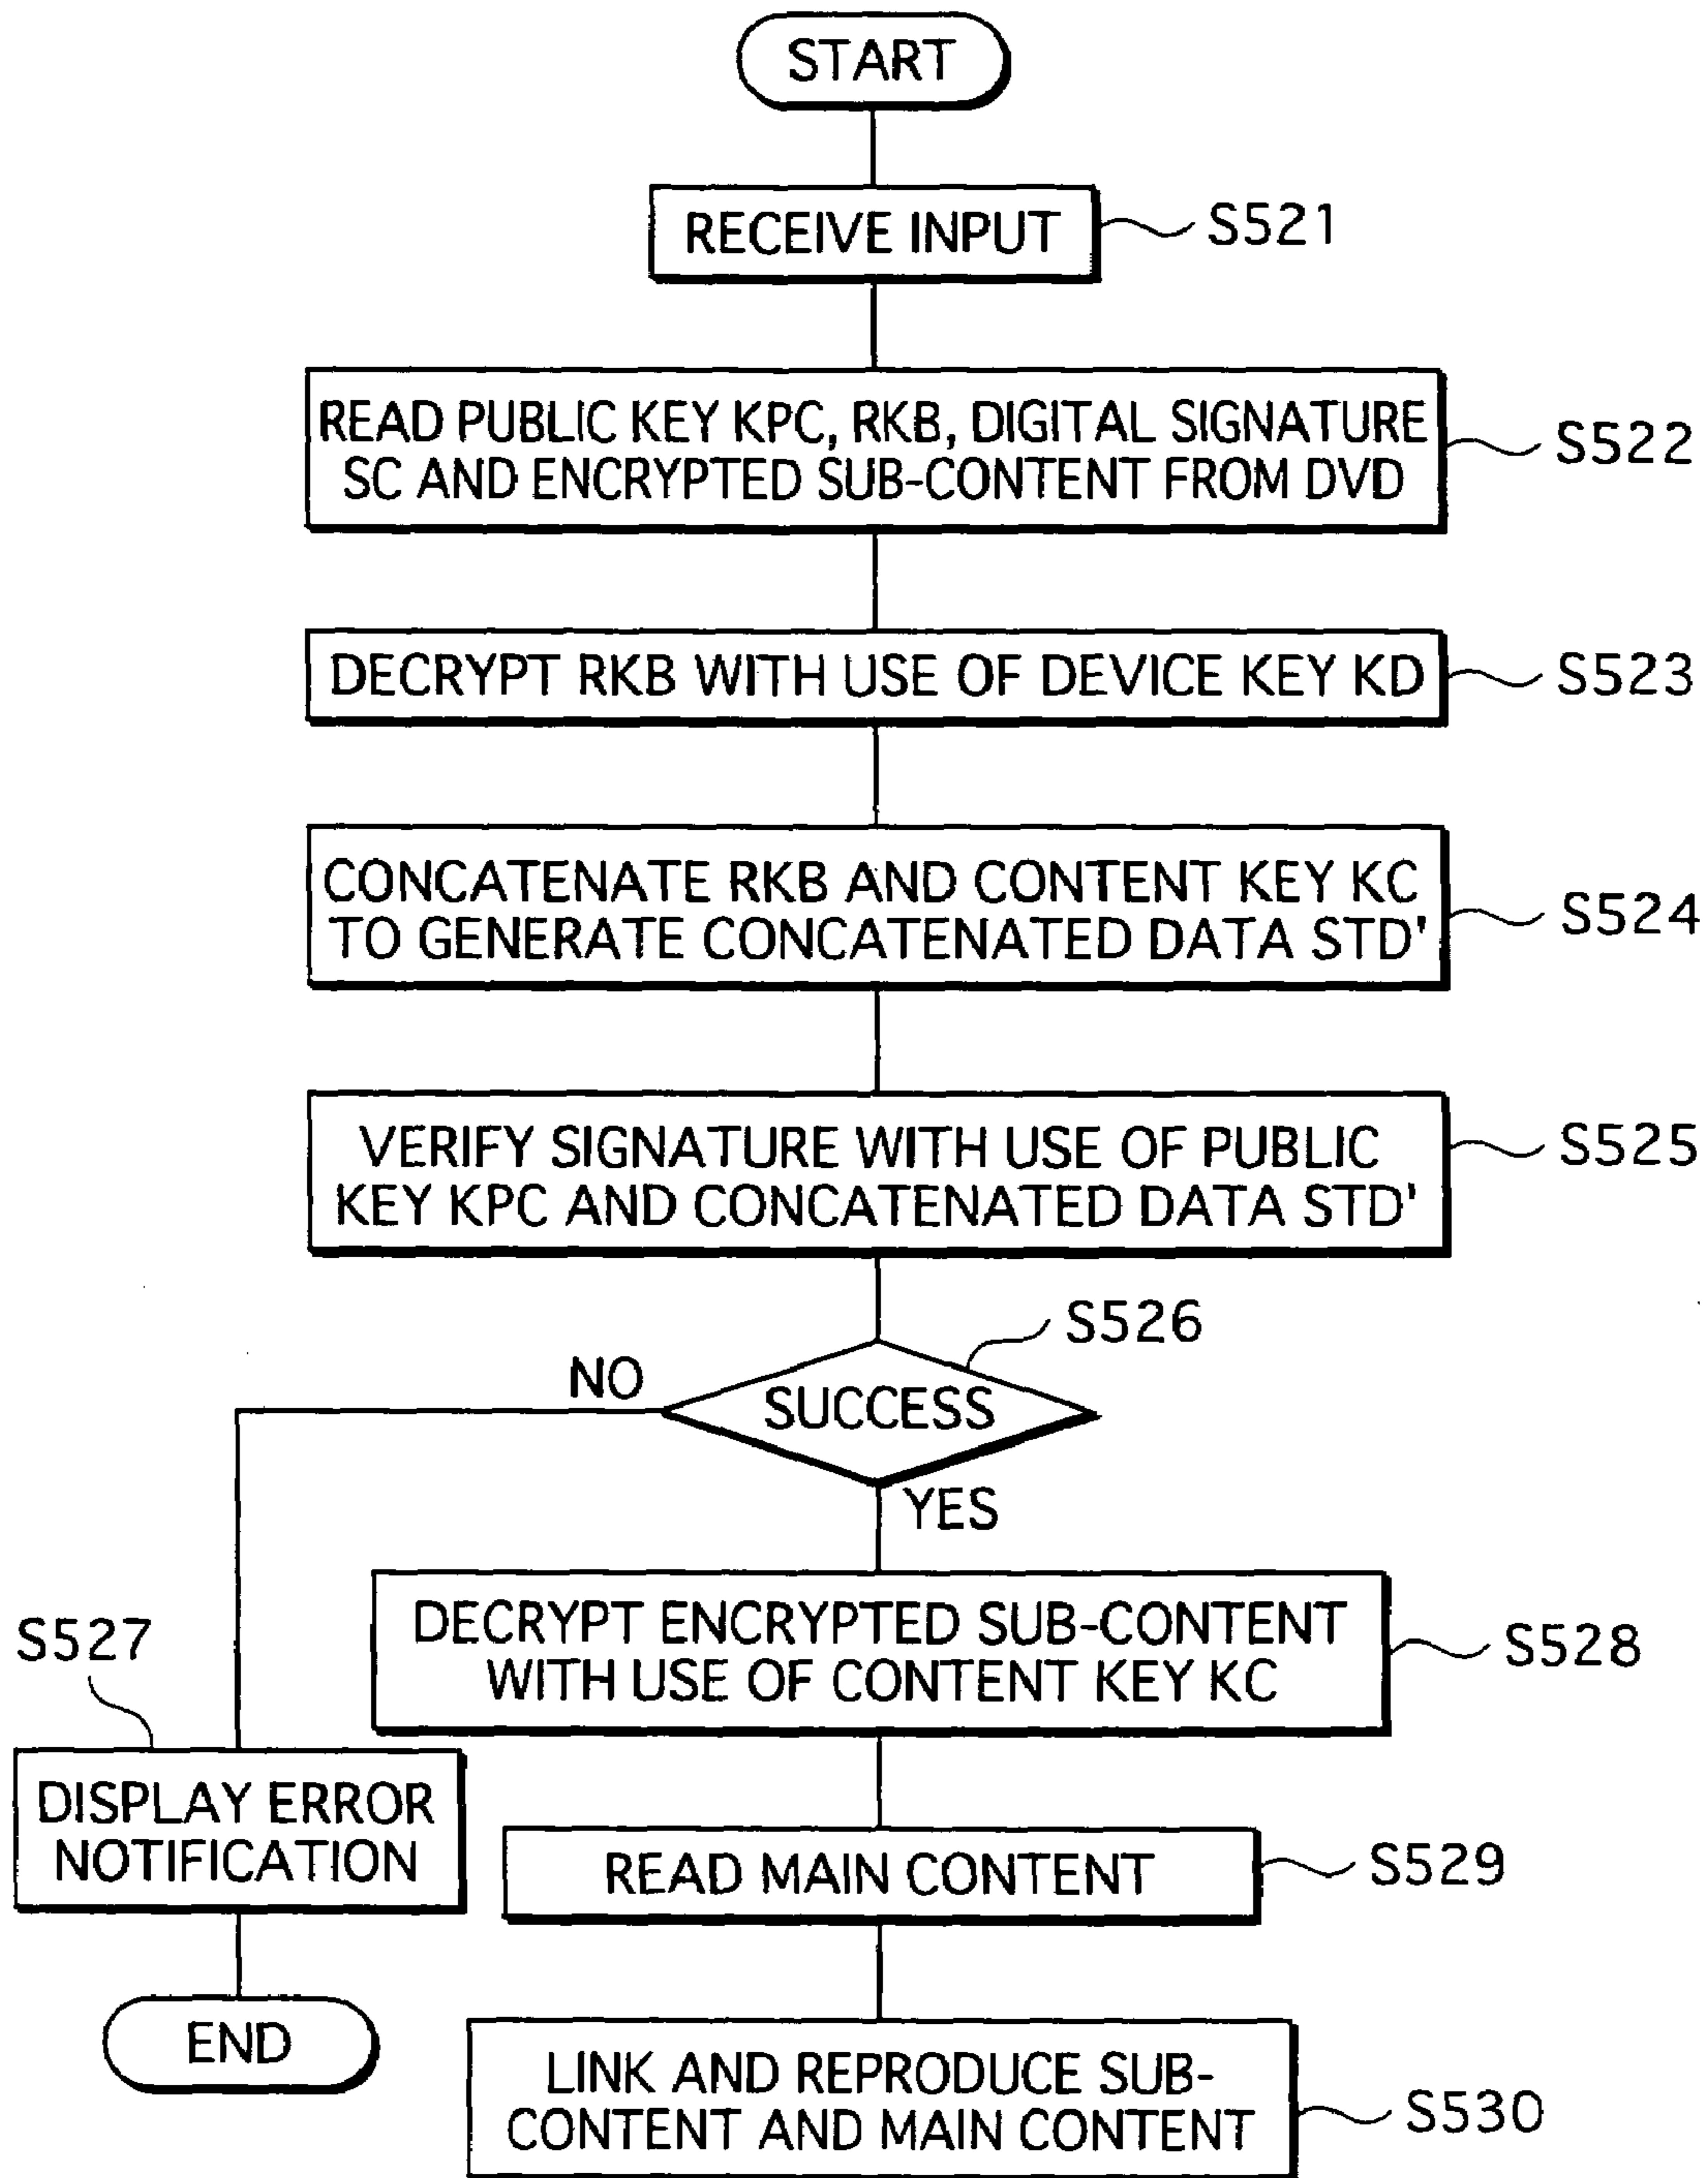 START
RECEIVE INPUT
S521
READ PUBLIC KEY KPC, RKB, DIGITAL SIGNATURE
SC AND ENCRYPTED SUB-CONTENT FROM DVD
S522
DECRYPT RKB WITH USE OF DEVICE KEY KD
S523
CONCATENATE RKB AND CONTENT KEY KC
TO GENERATE CONCATENATED DATA STD'
S524
VERIFY SIGNATURE WITH USE OF PUBLIC
KEY KPC AND CONCATENATED DATA STD'
S525
S526
NO
SUCCESS
YES
DECRYPT ENCRYPTED SUB-CONTENT
WITH USE OF CONTENT KEY KC
S528
S527
DISPLAY ERROR
NOTIFICATION
READ MAIN CONTENT
S529
END
LINK AND REPRODUCE SUB-
CONTENT AND MAIN CONTENT
S530